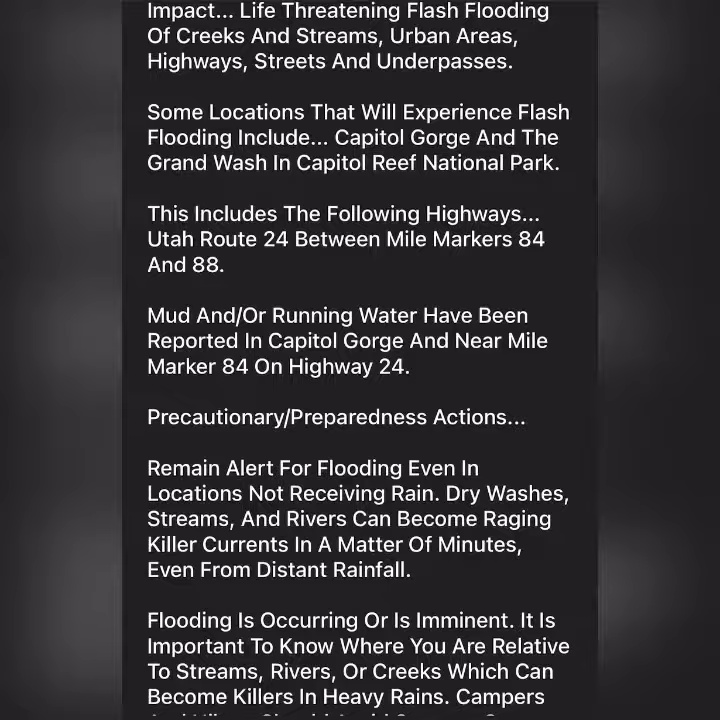 Impact... Life Threatening Flash Flooding
Of Creeks And Streams, Urban Areas,
Highways, Streets And Underpasses.
Some Locations That Will Experience Flash
Flooding Include... Capitol Gorge And The
Grand Wash In Capitol Reef National Park.
This Includes The Following Highways...
Utah Route 24 Between Mile Markers 84
And 88.
Mud And/Or Running Water Have Been
Reported In Capitol Gorge And Near Mile
Marker 84 On Highway 24.
Precautionary/Preparedness Actions...
Remain Alert For Flooding Even In
Locations Not Receiving Rain. Dry Washes,
Streams, And Rivers Can Become Raging
Killer Currents In A Matter Of Minutes,
Even From Distant Rainfall.
Flooding Is Occurring Or Is Imminent. It Is
Important To Know Where You Are Relative
To Streams, Rivers, Or Creeks Which Can
Become Killers In Heavy Rains. Campers